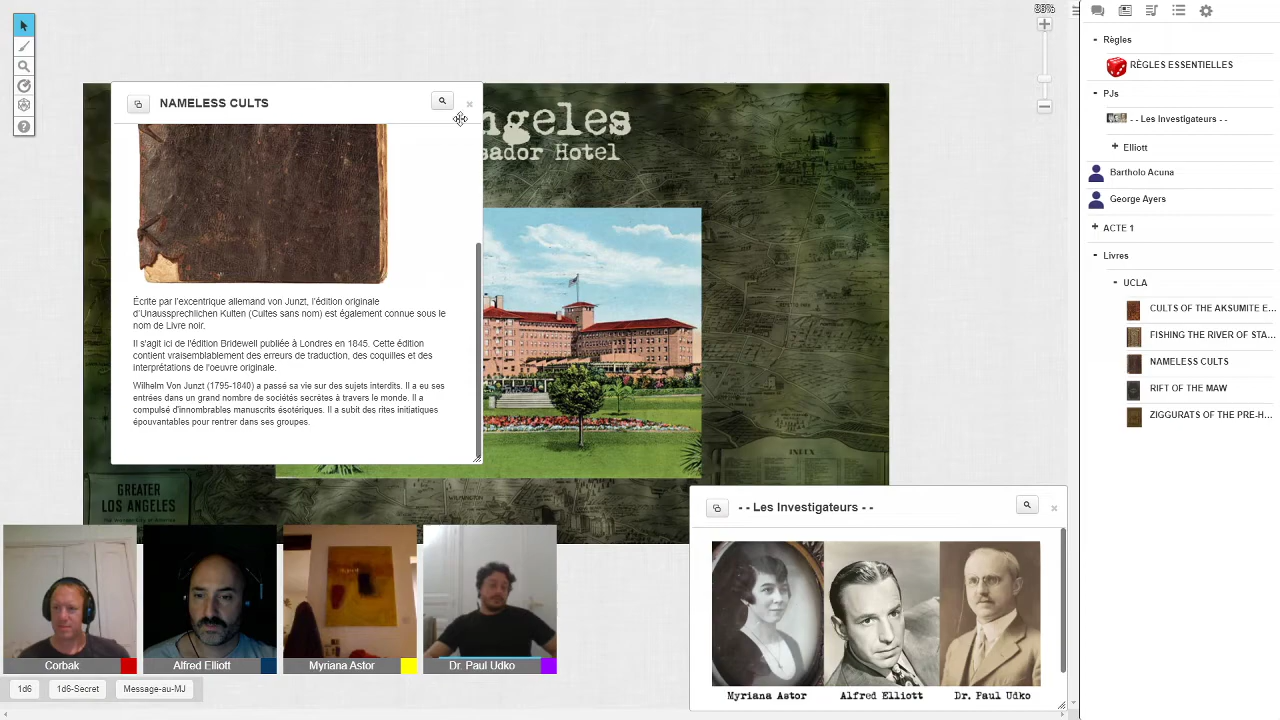 88%
NAMELESS CULTS
ngeles
sador Hotel
Écrite par l'excentrique allemand von Junzt, l'édition originale
d'Unaussprechlichen Kulten (Cultes sans nom) est également connue sous le
nom de Livre noir.
Il s'agit ici de l'édition Bridewell publiée à Londres en 1845. Cette édition
contient vraisemblablement des erreurs de traduction, des coquilles et des
interprétations de l'oeuvre originale.
Wilhelm Von Junzt (1795-1840) a passé sa vie sur des sujets interdits. Il a eu ses
entrées dans un grand nombre de sociétés secrètes à travers le monde. Il a
compulsé d'innombrables manuscrits ésotériques. Il a subit des rites initiatiques
épouvantables pour rentrer dans ses groupes.
INDEX
GREATER
LOS ANGELES
- - Les Investigateurs - -
Myriana Astor
Alfred Elliott
Dr. Paul Udko
Corbak
Alfred Elliott
Myriana Astor
Dr. Paul Udko
1d6
1d6-Secret
Message-au-MJ
Règles
RÈGLES ESSENTIELLES
PJs
- - Les Investigateurs - -
Elliott
Bartholo Acuna
George Ayers
ACTE 1
Livres
UCLA
CULTS OF THE AKSUMITE E...
FISHING THE RIVER OF STA...
NAMELESS CULTS
RIFT OF THE MAW
ZIGGURATS OF THE PRE-H...